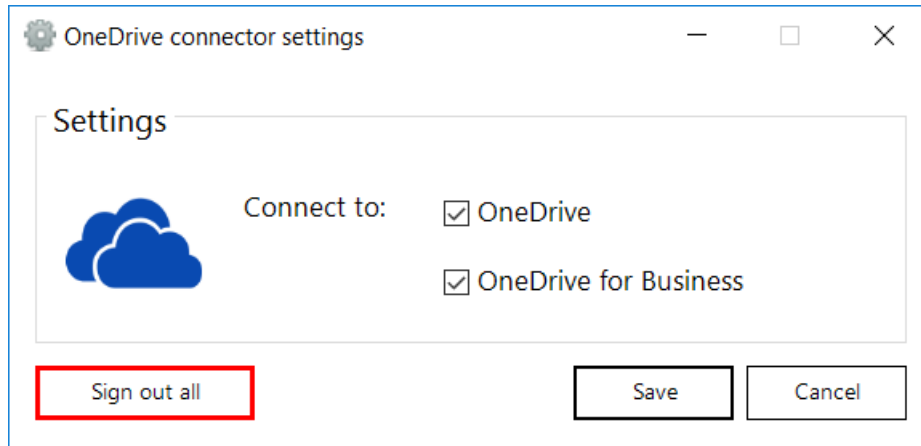 OneDrive connector settings
Settings
Connect to:
OneDrive
OneDrive for Business
Sign out all
Save
Cancel